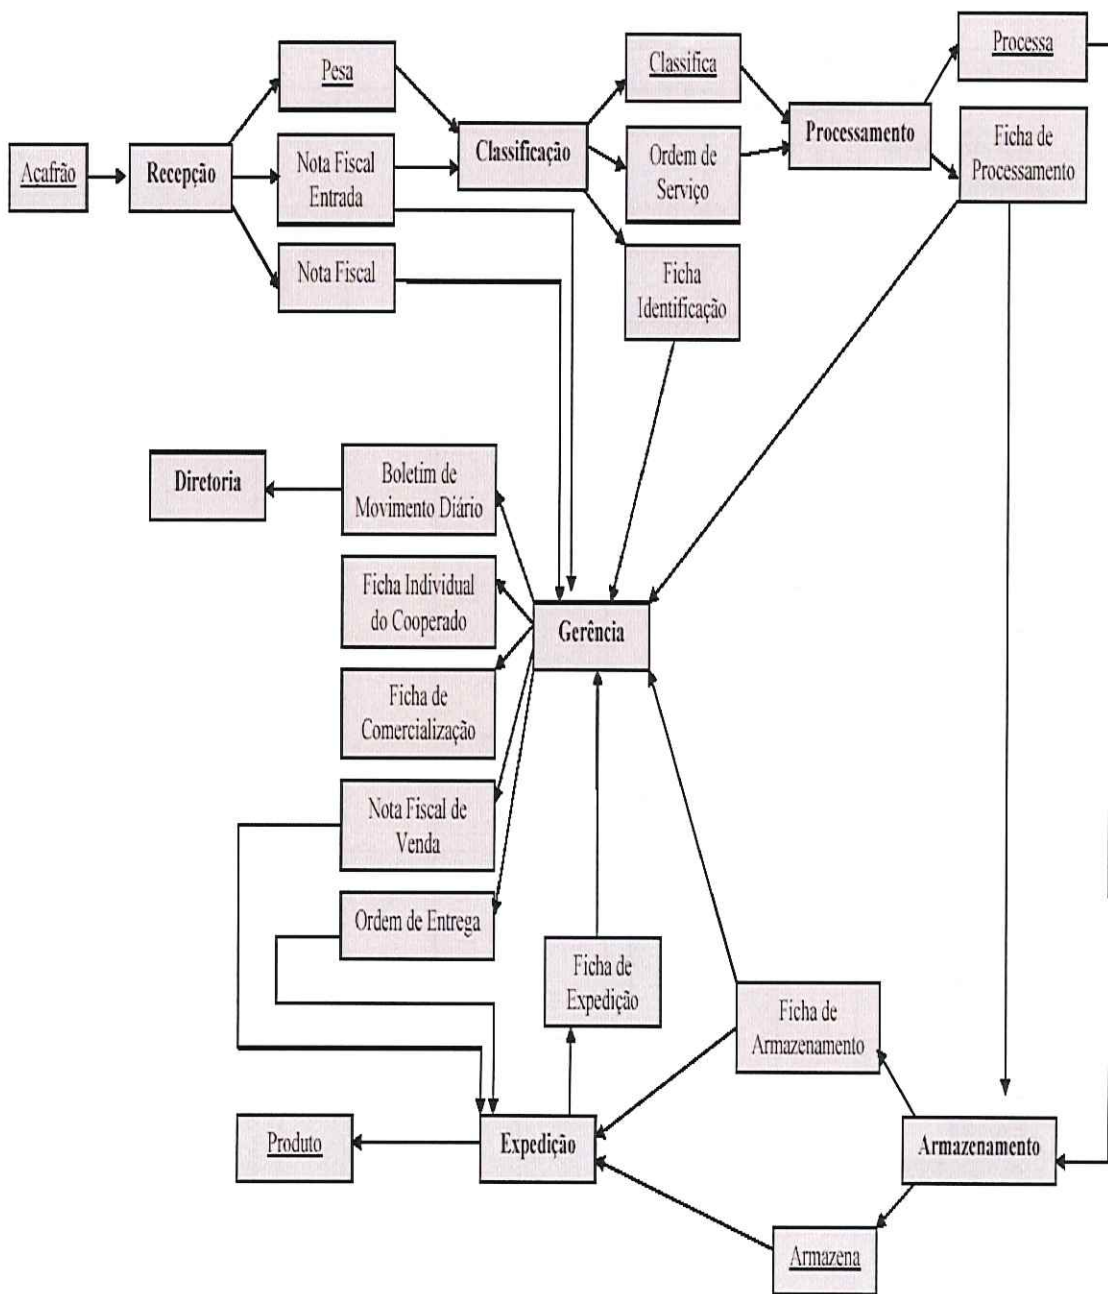 Açafrão
Recepção
Pesa
Nota Fiscal
Entrada
Nota Fiscal
Classificação
Classifica
Ordem de
Serviço
Ficha
Identificação
Processamento
Processa
Ficha de
Processamento
Diretoria
Boletim de
Movimento Diário
Ficha Individual
do Cooperado
Ficha de
Comercialização
Nota Fiscal de
Venda
Ordem de Entrega
Gerência
Ficha de
Expedição
Ficha de
Armazenamento
Produto
Expedição
Armazenamento
Armazena